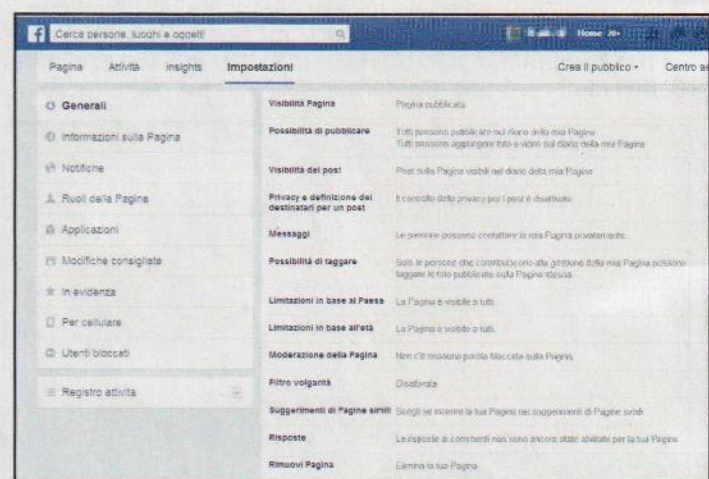 f
Cerca persone, luoghi e oggetti
Home 20+
Pagina Attività Insights Impostazioni Crea il pubblico Centro as
Generali
Informazioni sulla Pagina
Notifiche
Ruoli della Pagina
Applicazioni
Modifiche consigliate
In evidenza
Per cellulare
Utenti bloccati
Registro attività
Visibilità Pagina Pagina pubblicata
Possibilità di pubblicare Tutti possono pubblicare sul diario della mia Pagina
Tutti possono aggiungere foto e video sul diario della mia Pagina
Visibilità dei post Post sulla Pagina visibili nel diario della mia Pagina
Privacy e definizione dei
destinatari per un post Il controllo della privacy per i post è disattivato
Messaggi Le persone possono contattare la mia Pagina privatamente.
Possibilità di taggare Solo le persone che contribuiscono alla gestione della mia Pagina possono
taggare le foto pubblicate sulla Pagina stessa.
Limitazioni in base al Paese La Pagina è visibile a tutti.
Limitazioni in base all'età La Pagina è visibile a tutti.
Moderazione della Pagina Non c'è nessuna parola bloccata sulla Pagina.
Filtro volgarità Disattivata
Suggerimenti di Pagine simili Scegli se inserire la tua Pagina nei suggerimenti di Pagine simili
Risposte Le risposte ai commenti non sono ancora state abilitate per la tua Pagina
Rimuovi Pagina Elimina la tua Pagina